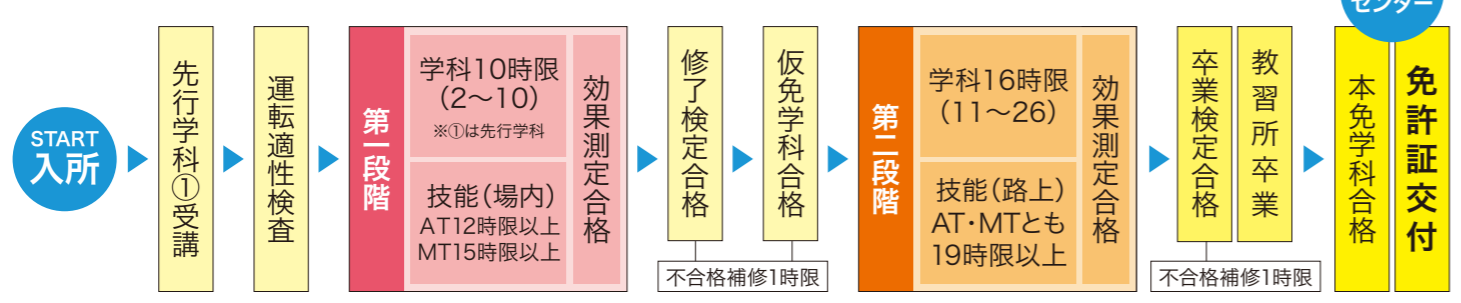 START
入所
先行学科①受講
運転適性検査
第一段階
学科10時限
（2〜10）
※①は先行学科
技能（場内）
AT12時限以上
MT15時限以上
効果測定合格
修了検定合格
仮免学科合格
不合格補修1時限
第二段階
学科16時限
（11〜26）
技能（路上）
AT・MTとも
19時限以上
効果測定合格
卒業検定合格
教習所卒業
不合格補修1時限
センター
本免学科合格
免許証交付